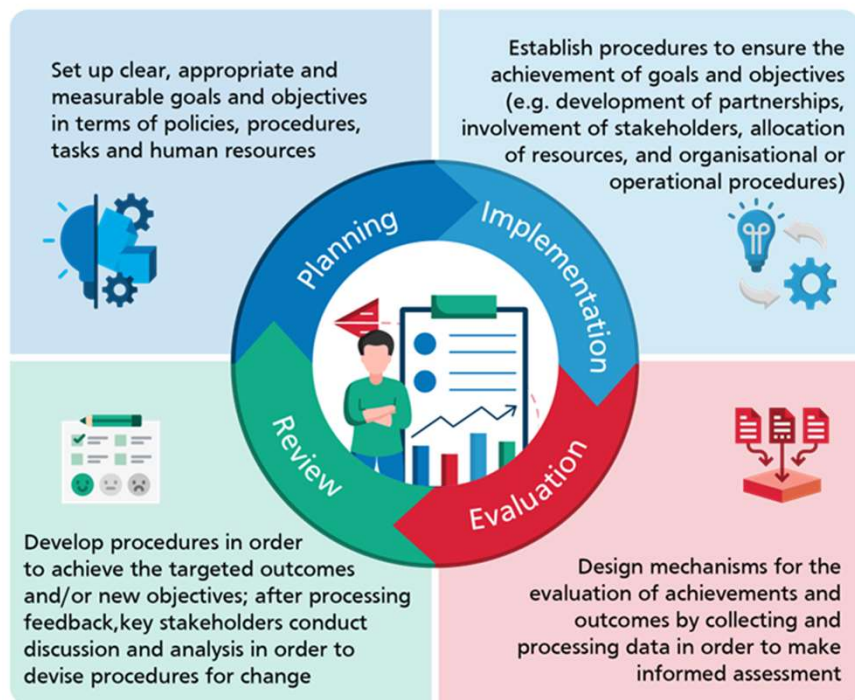 Set up clear, appropriate and
measurable goals and objectives
in terms of policies, procedures,
tasks and human resources
Establish procedures to ensure the
achievement of goals and objectives
(e.g. development of partnerships,
involvement of stakeholders, allocation
of resources, and organisational or
operational procedures)
Planning
Implementation
Review
Evaluation
Develop procedures in order
to achieve the targeted outcomes
and/or new objectives; after processing
feedback,key stakeholders conduct
discussion and analysis in order to
devise procedures for change
Design mechanisms for the
evaluation of achievements and
outcomes by collecting and
processing data in order to make
informed assessment